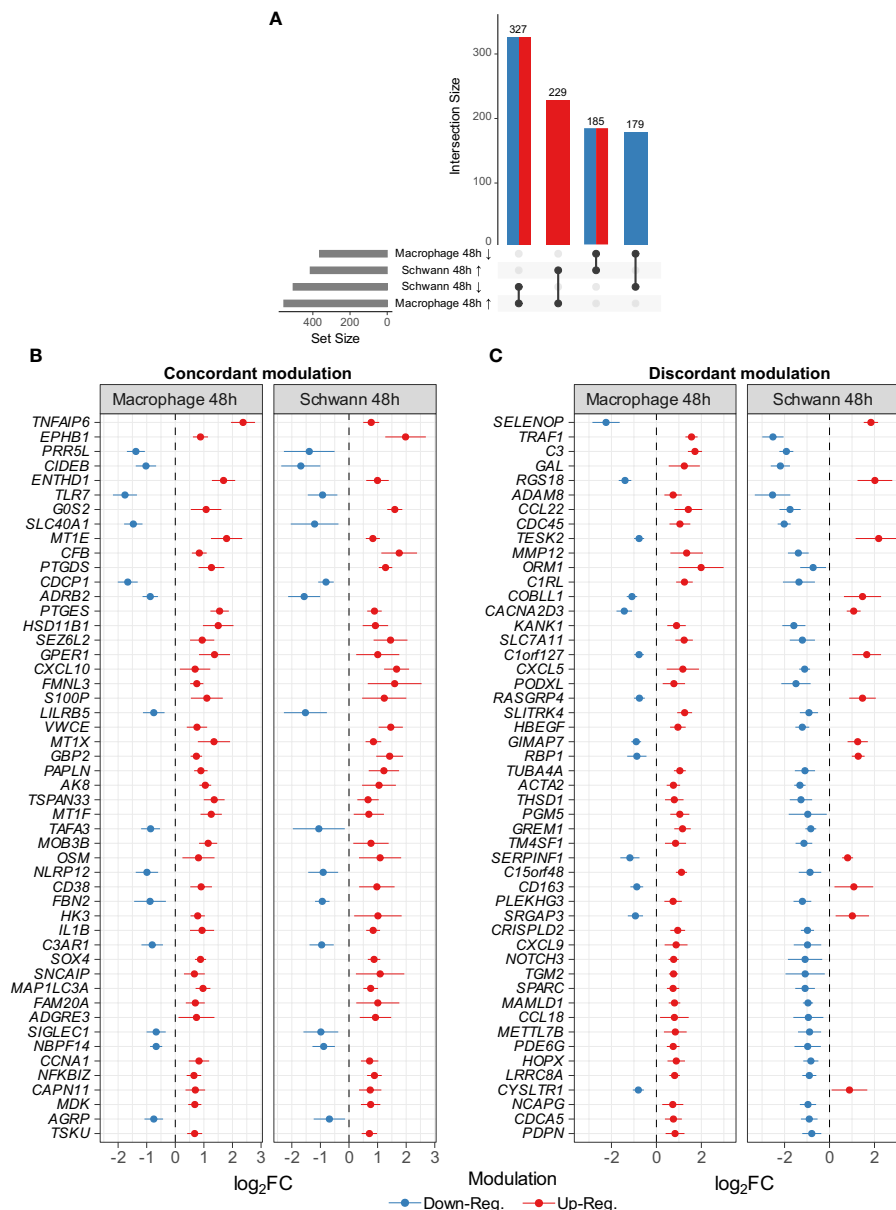 A
Intersection Size
300
200
100
0
327
229
185
179
Macrophage 48h ↓
Schwann 48h ↑
Schwann 48h ↓
Macrophage 48h ↑
400 200 0
Set Size
B
Concordant modulation
Macrophage 48h Schwann 48h
TNFAIP6
EPHB1
PRR5L
CIDEB
ENTHD1
TLR7
G0S2
SLC40A1
MT1E
CFB
PTGDS
CDCP1
ADRB2
PTGES
HSD11B1
SEZ6L2
GPER1
CXCL10
FMNL3
S100P
LILRB5
VWCE
MT1X
GBP2
PAPLN
AK8
TSPAN33
MT1F
TAFA3
MOB3B
OSM
NLRP12
CD38
FBN2
HK3
IL1B
C3AR1
SOX4
SNCAIP
MAP1LC3A
FAM20A
ADGRE3
SIGLEC1
NBPF14
CCNA1
NFKBIZ
CAPN11
MDK
AGRP
TSKU
-2 -1 0 1 2 3 -2 -1 0 1 2 3
log2FC
C
Discordant modulation
Macrophage 48h Schwann 48h
SELENOP
TRAF1
C3
GAL
RGS18
ADAM8
CCL22
CDC45
TESK2
MMP12
ORM1
C1RL
COBLL1
CACNA2D3
KANK1
SLC7A11
C1orf127
CXCL5
PODXL
RASGRP4
SLITRK4
HBEGF
GIMAP7
RBP1
TUBA4A
ACTA2
THSD1
PGM5
GREM1
TM4SF1
SERPINF1
C15orf48
CD163
PLEKHG3
SRGAP3
CRISPLD2
CXCL9
NOTCH3
TGM2
SPARC
MAMLD1
CCL18
METTL7B
PDE6G
HOPX
LRRC8A
CYSLTR1
NCAPG
CDCA5
PDPN
-2 0 2 -2 0 2
log2FC
Modulation
Down-Reg. Up-Reg.